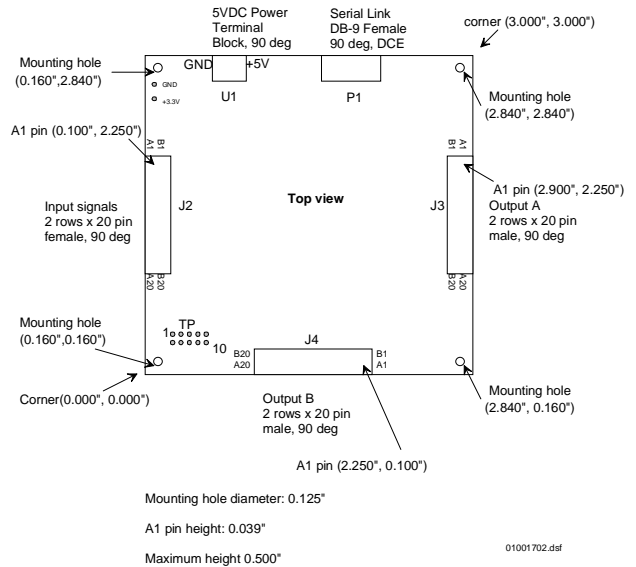 5VDC Power
Terminal
Block, 90 deg
Serial Link
DB-9 Female
90 deg, DCE
corner (3.000", 3.000")
Mounting hole
(0.160",2.840")
GND
+5V
U1
P1
GND
+3.3V
Mounting hole
(2.840", 2.840")
A1 pin (0.100", 2.250")
A1
B1
B1
A1
Input signals
2 rows x 20 pin
female, 90 deg
J2
Top view
J3
A1 pin (2.900", 2.250")
Output A
2 rows x 20 pin
male, 90 deg
A20
B20
B20
A20
Mounting hole
(0.160",0.160")
TP
1
10
J4
B20
A20
B1
A1
Corner(0.000", 0.000")
Mounting hole
(2.840", 0.160")
Output B
2 rows x 20 pin
male, 90 deg
A1 pin (2.250", 0.100")
Mounting hole diameter: 0.125"
A1 pin height: 0.039"
Maximum height 0.500"
01001702.dsf